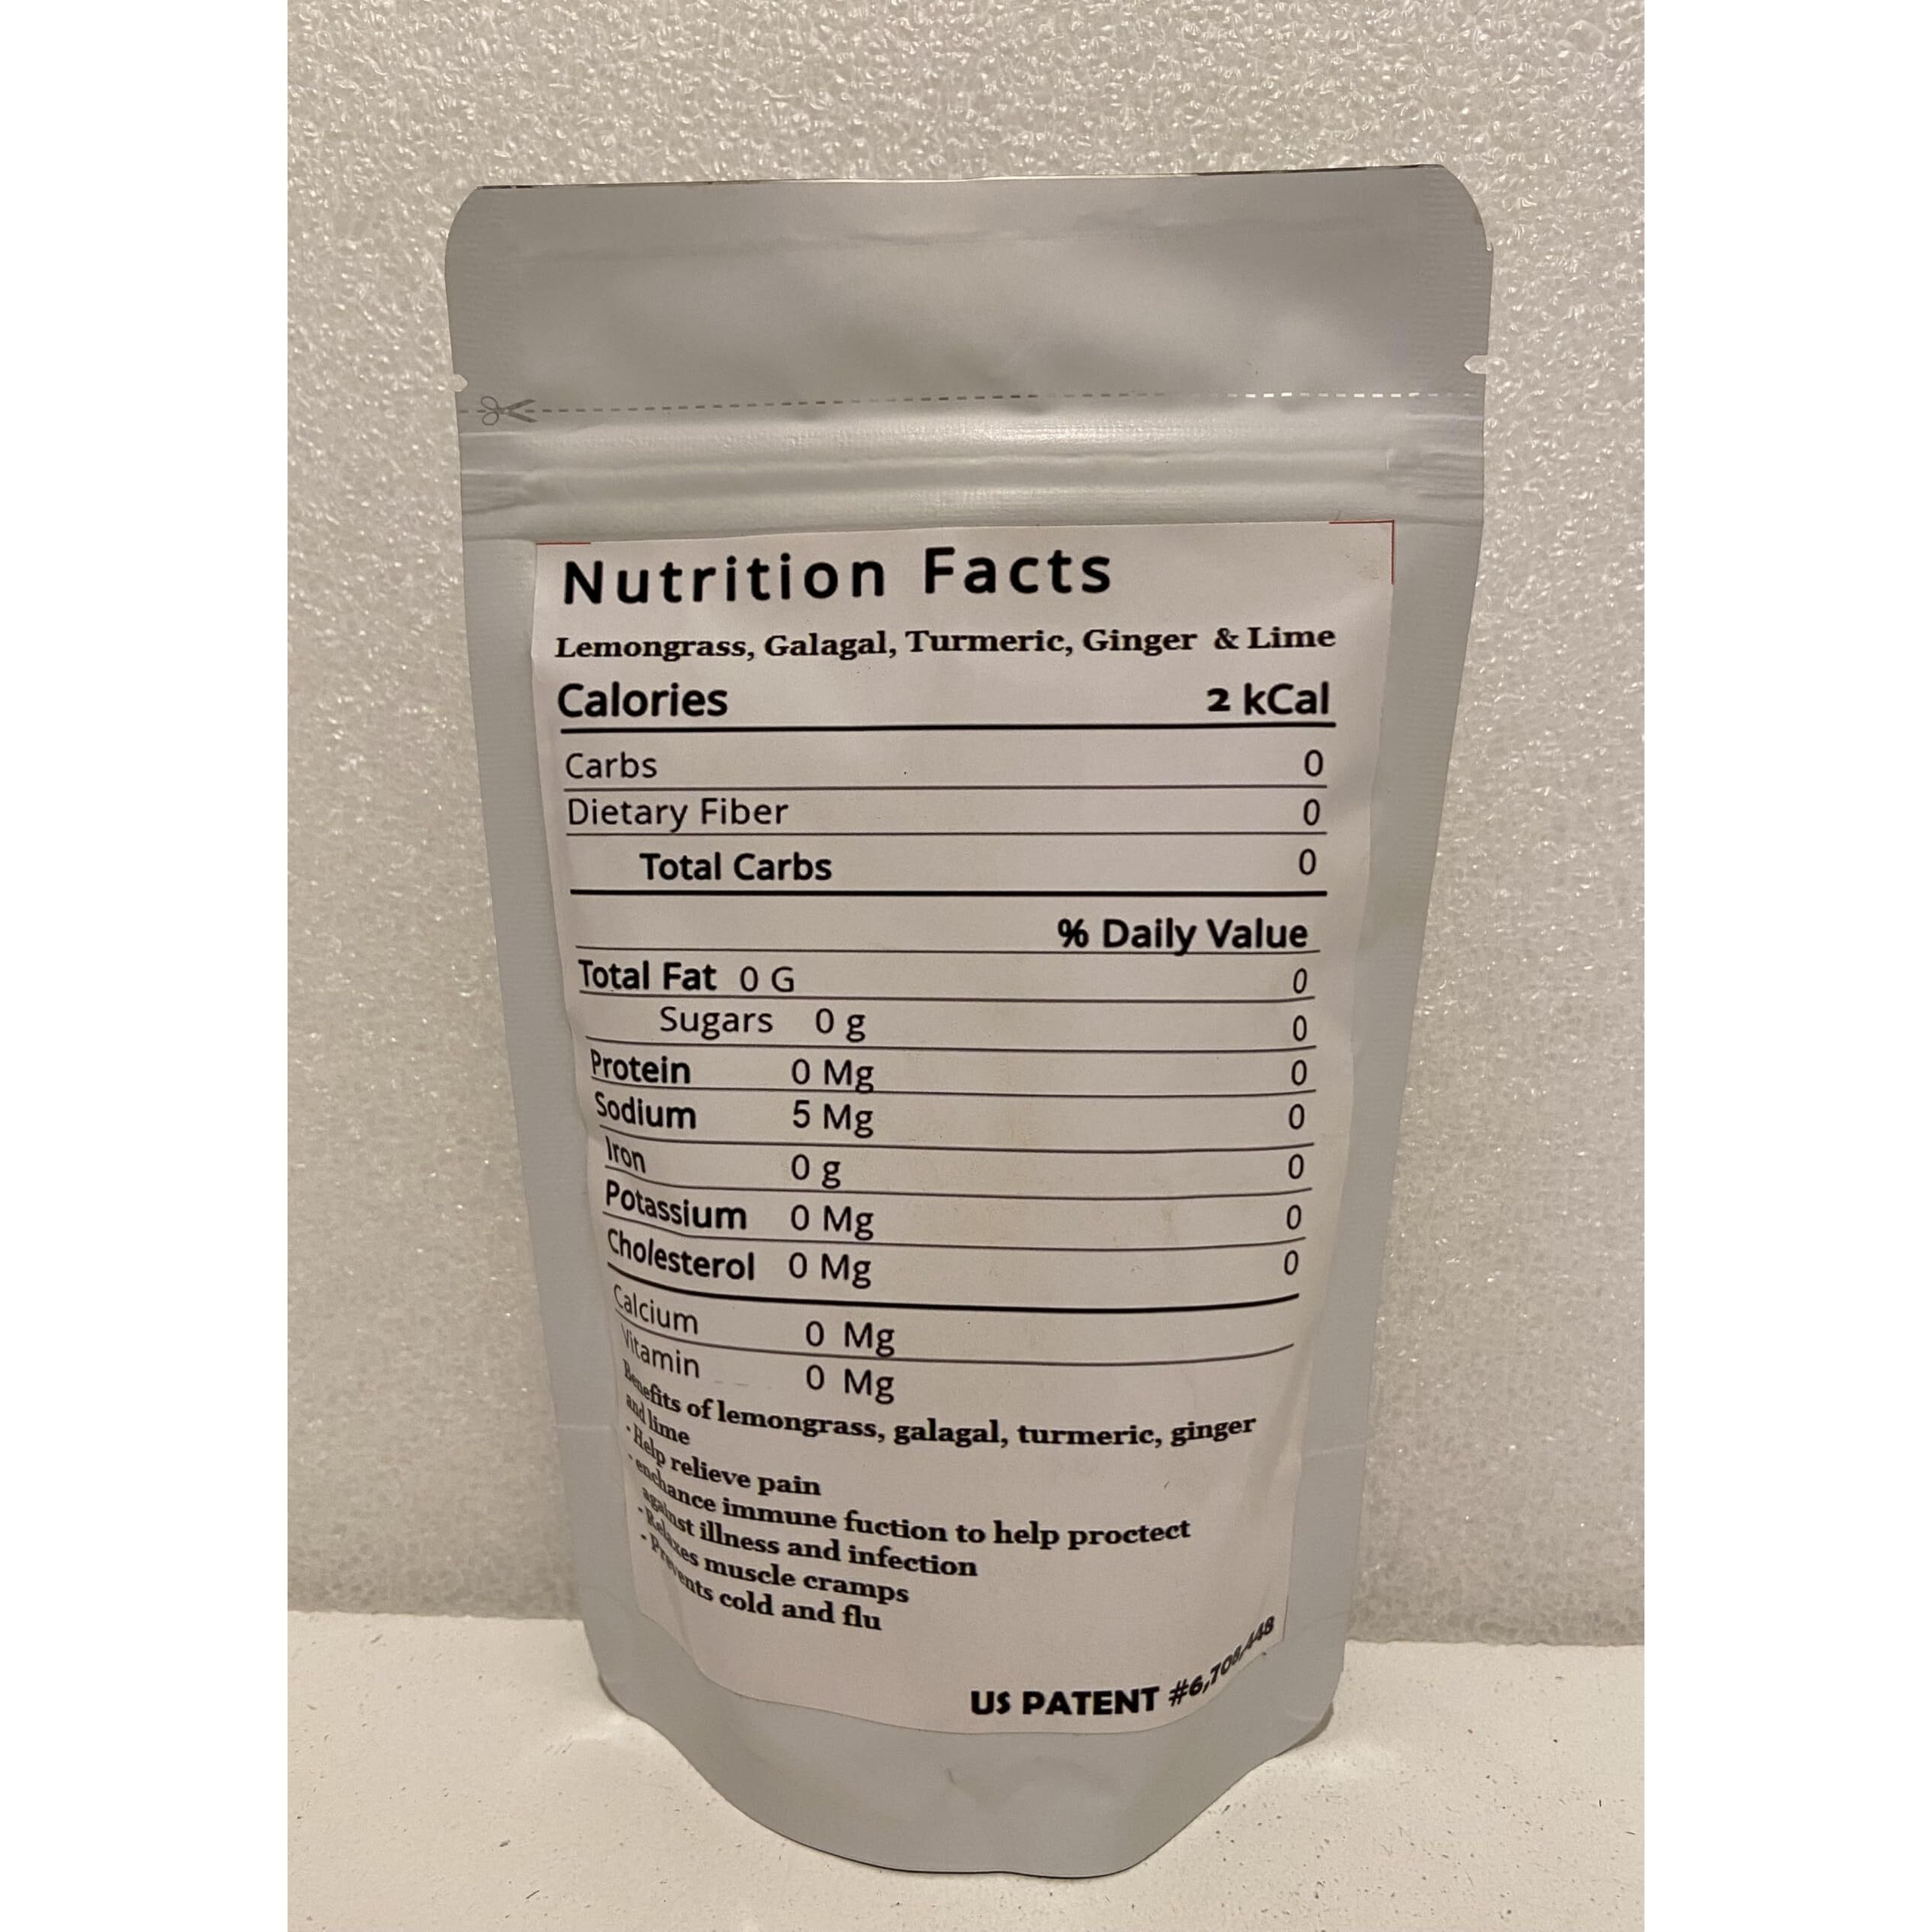 Nutrition Facts
Lemongrass, Galagal, Turmeric, Ginger & Lime
Calories 2 kCal
Carbs 0
Dietary Fiber 0
Total Carbs 0
% Daily Value
Total Fat 0 G 0
Sugars 0 g 0
Protein 0 Mg 0
Sodium 5 Mg 0
Iron 0 g 0
Potassium 0 Mg 0
Cholesterol 0 Mg 0
Calcium 0 Mg
Vitamin 0 Mg
Benefits of lemongrass, galagal, turmeric, ginger
and lime
- Help relieve pain
- enchance immune fuction to help proctect
against illness and infection
- Relaxes muscle cramps
- Prevents cold and flu
US PATENT #6,708,448